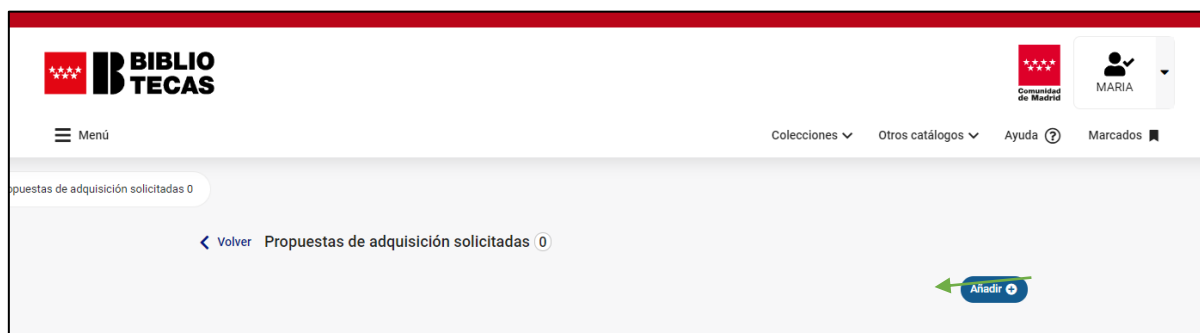 BIBLIO
TECAS
Comunidad
de Madrid
MARIA
Menú
Colecciones
Otros catálogos
Ayuda ?
Marcados
opuestas de adquisición solicitadas 0
Volver Propuestas de adquisición solicitadas 0
Añadir